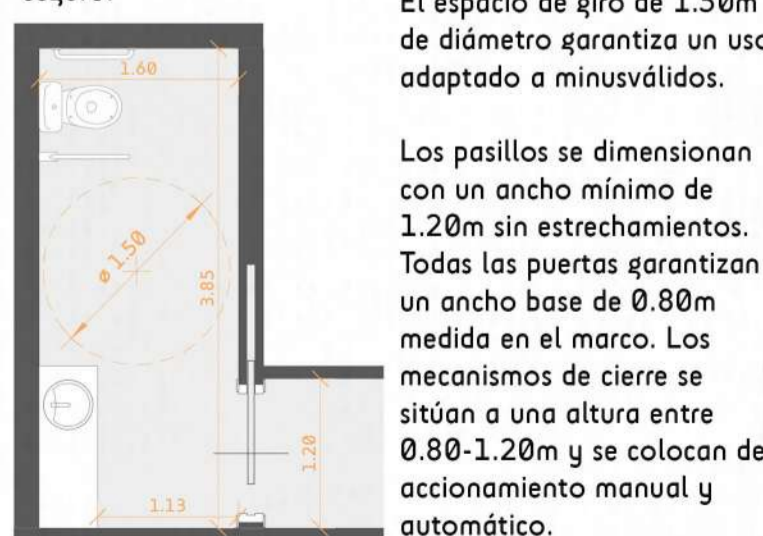 El espacio de giro de 1.50m
de diámetro garantiza un uso
adaptado a minusválidos.
Los pasillos se dimensionan
con un ancho mínimo de
1.20m sin estrechamientos.
Todas las puertas garantizan
un ancho base de 0.80m
medida en el marco. Los
mecanismos de cierre se
sitúan a una altura entre
0.80-1.20m y se colocan de
accionamiento manual y
automático.
1.60
ø 1.50
3.85
1.20
1.13